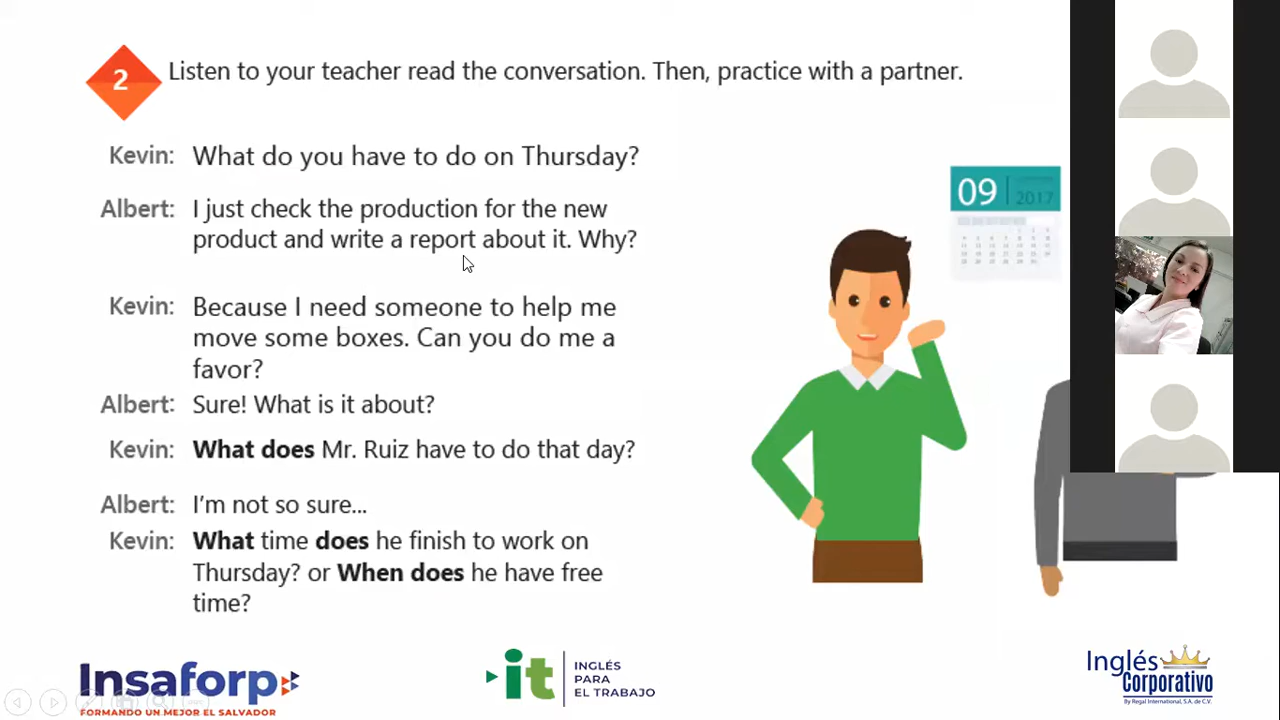 2
Listen to your teacher read the conversation. Then, practice with a partner.
Kevin: What do you have to do on Thursday?
Albert: I just check the production for the new
product and write a report about it. Why?
Kevin: Because I need someone to help me
move some boxes. Can you do me a
favor?
Albert: Sure! What is it about?
Kevin: What does Mr. Ruiz have to do that day?
Albert: I'm not so sure...
Kevin: What time does he finish to work on
Thursday? or When does he have free
time?
09
2017
Insaforp
FORMANDO UN MEJOR EL SALVADOR
it
INGLÉS
PARA
EL TRABAJO
Inglés
Corporativo
By Regal International, S.A. de C.V.